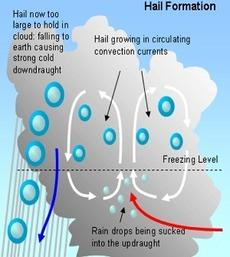 Hail Formation
Hail now too
large to hold in
cloud; falling to
earth causing
strong cold
downdraught
Hail growing in circulating
convection currents
Freezing Level
Rain drops being sucked
into the updraught